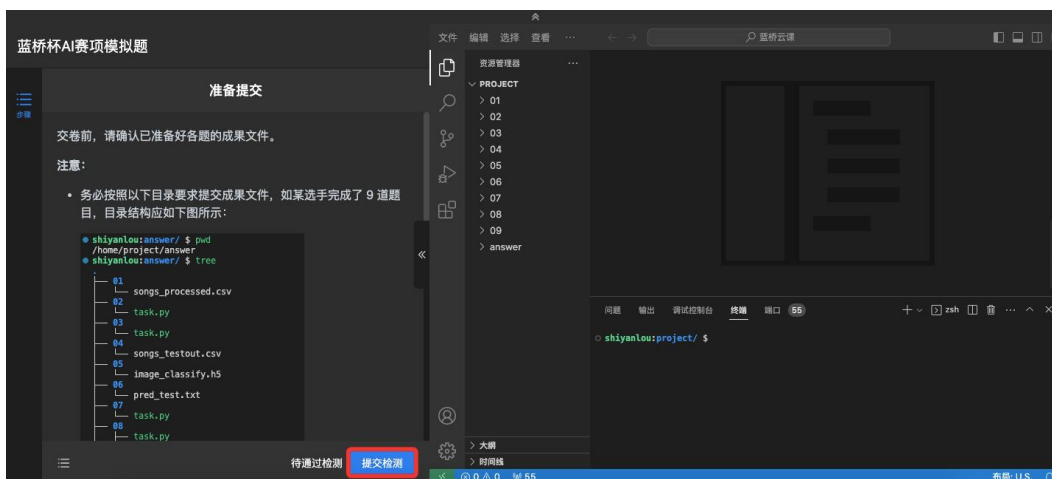 蓝桥杯AI赛项模拟题
步骤
准备提交
交卷前，请确认已准备好各题的成果文件。
注意：
• 务必按照以下目录要求提交成果文件，如某选手完成了 9 道题
目，目录结构应如下图所示：
shiyanlou:answer/ $ pwd
/home/project/answer
shiyanlou:answer/ $ tree
.
├── 01
│   └── songs_processed.csv
├── 02
│   └── task.py
├── 03
│   └── task.py
├── 04
│   └── songs_testout.csv
├── 05
│   └── image_classify.h5
├── 06
│   └── pred_test.txt
├── 07
│   └── task.py
├── 08
│   ├── task.py
待通过检测 提交检测
文件 编辑 选择 查看 … 蓝桥云课
资源管理器 …
PROJECT
> 01
> 02
> 03
> 04
> 05
> 06
> 07
> 08
> 09
> answer
> 大纲
> 时间线
问题 输出 调试控制台 终端 端口 55 zsh
shiyanlou:project/ $
0 0 55 布局: U.S.